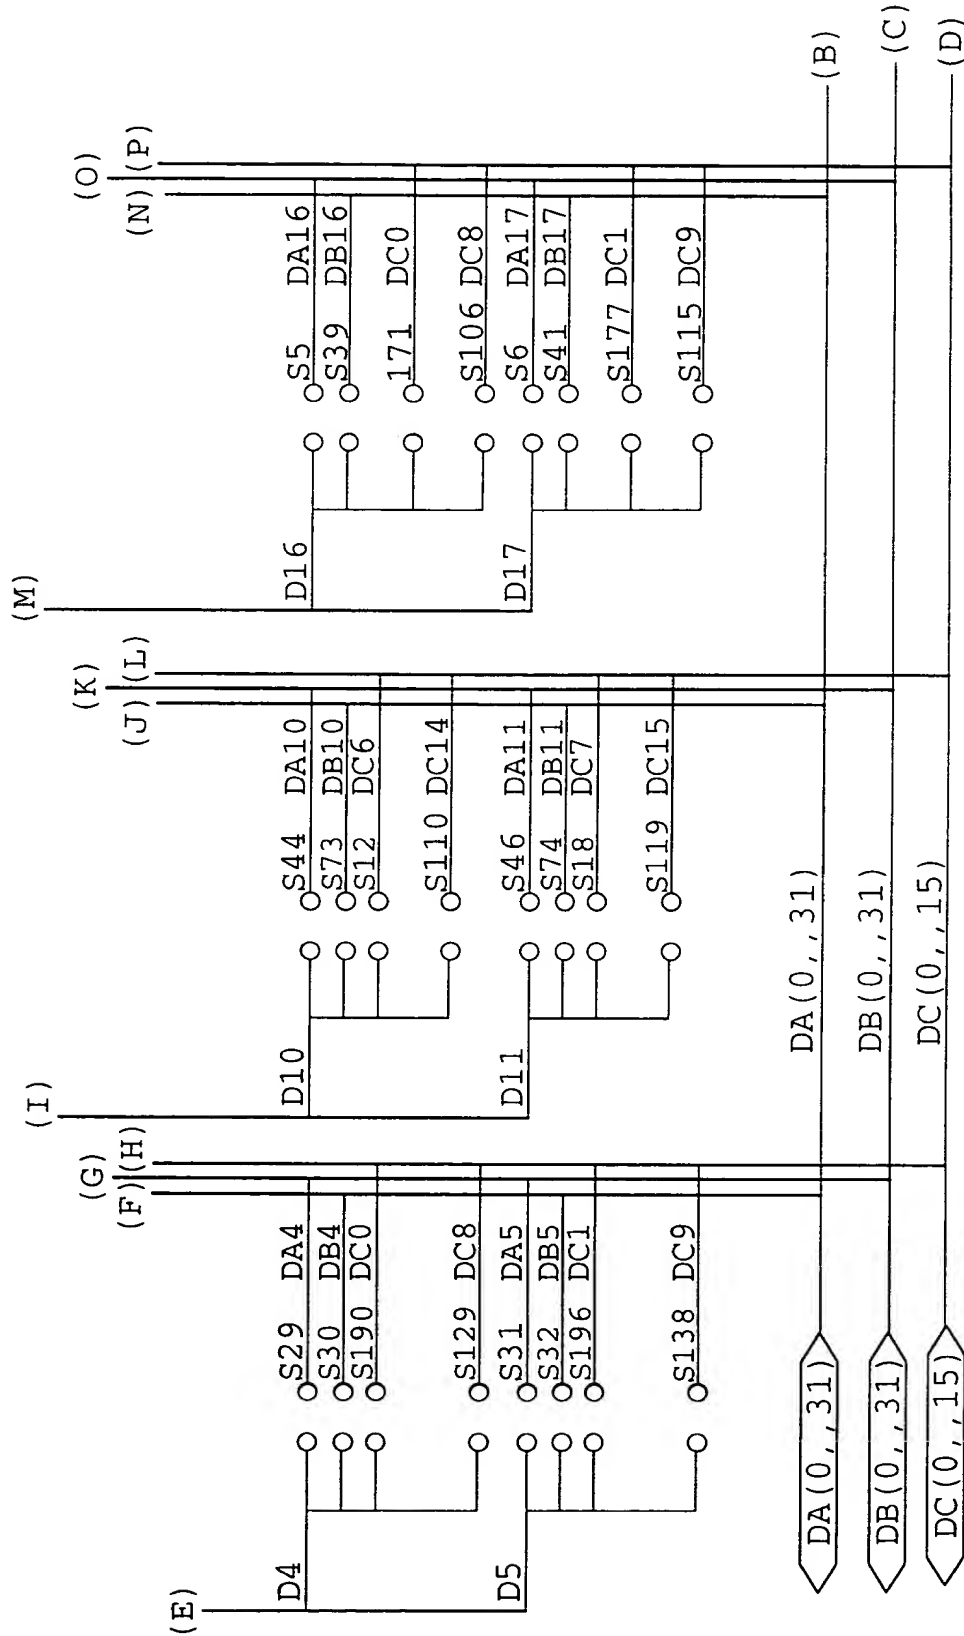 (I) (M)
(G) (K) (O)
(F) (H) (J) (L) (N) (P)
(E)
D4 S29 DA4 D10 S44 DA10 D16 S5 DA16
S30 DB4 S73 DB10 S39 DB16
S190 DC0 S12 DC6 171 DC0
S129 DC8 S110 DC14 S106 DC8
D5 S31 DA5 D11 S46 DA11 D17 S6 DA17
S32 DB5 S74 DB11 S41 DB17
S196 DC1 S18 DC7 S177 DC1
S138 DC9 S119 DC15 S115 DC9
DA(0,,31) DA(0,,31) (B)
DB(0,,31) DB(0,,31) (C)
DC(0,,15) DC(0,,15) (D)